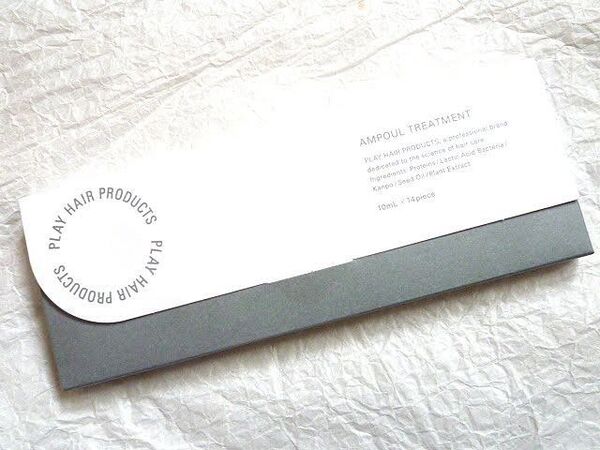 AMPOUL TREATMENT
PLAY HAIR PRODUCTS, a professional brand
dedicated to the science of hair care.
Ingredients: Proteins / Lactic Acid Bacteria /
Kanpo / Seed Oil / Plant Extract
10mL × 14piece
PLAY HAIR PRODUCTS
PLAY HAIR PRODUCTS